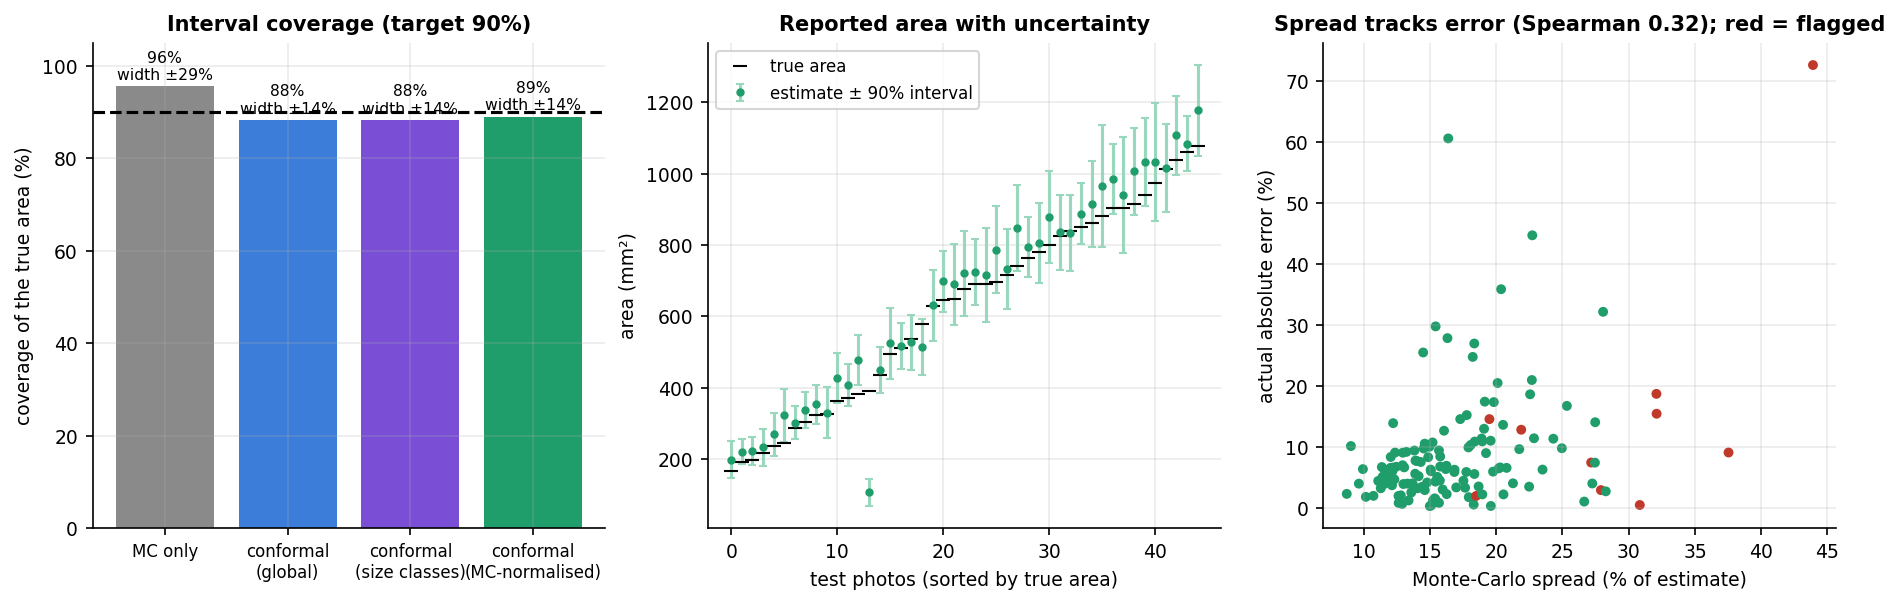 Interval coverage (target 90%)
coverage of the true area (%)
100
80
60
40
20
0
96%
width ±29%
88%
width ±14%
88%
width ±14%
89%
width ±14%
MC only
conformal
(global)
conformal
(size classes)
conformal
(MC-normalised)
Reported area with uncertainty
true area
estimate ± 90% interval
area (mm²)
1200
1000
800
600
400
200
0
10
20
30
40
test photos (sorted by true area)
Spread tracks error (Spearman 0.32); red = flagged
actual absolute error (%)
70
60
50
40
30
20
10
0
10
15
20
25
30
35
40
45
Monte-Carlo spread (% of estimate)